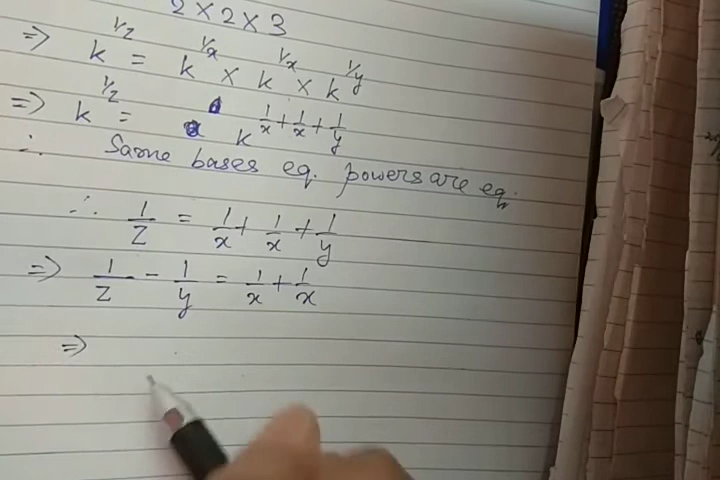 2 × 2 × 3
⇒ k^{1/z} = k^{1/x} × k^{1/x} × k^{1/y}
⇒ k^{1/z} = k^{1/x + 1/x + 1/y}
∴ Same bases eq. powers are eq.
∴ 1/z = 1/x + 1/x + 1/y
⇒ 1/z - 1/y = 1/x + 1/x
⇒